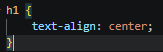 h1 {
    text-align: center;
}